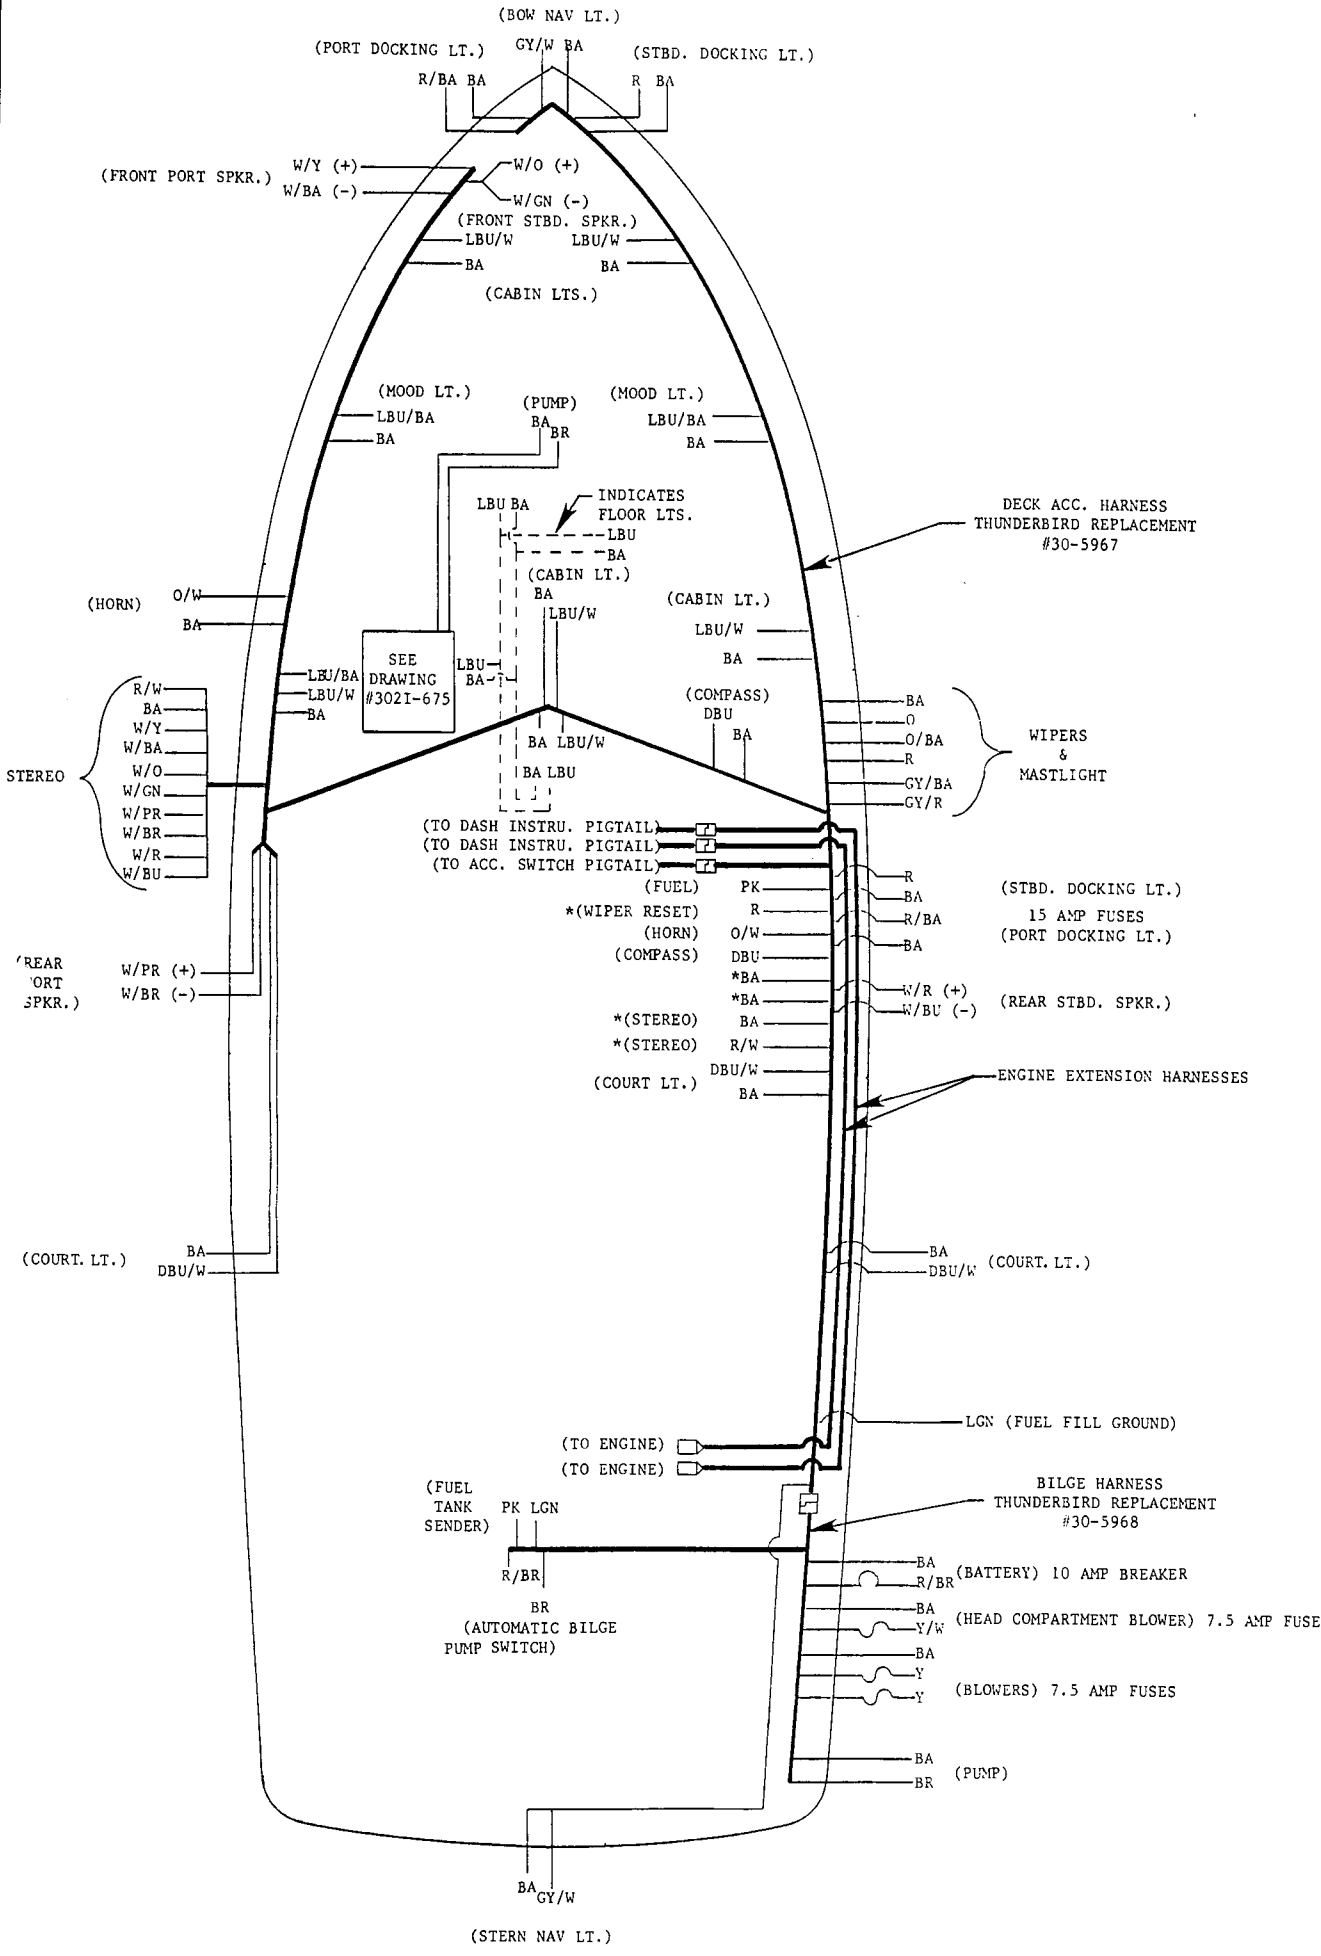 (BOW NAV LT.)
(PORT DOCKING LT.)
GY/W BA
(STBD. DOCKING LT.)
R/BA BA
R BA
(FRONT PORT SPKR.)
W/Y (+)
W/BA (-)
W/O (+)
W/GN (-)
(FRONT STBD. SPKR.)
LBU/W
BA
LBU/W
BA
(CABIN LTS.)
(MOOD LT.)
LBU/BA
BA
(PUMP)
BA
BR
(MOOD LT.)
LBU/BA
BA
LBU BA
INDICATES
FLOOR LTS.
LBU
BA
DECK ACC. HARNESS
THUNDERBIRD REPLACEMENT
#30-5967
(CABIN LT.)
BA
LBU/W
(CABIN LT.)
LBU/W
BA
(HORN)
O/W
BA
LBU/BA
LBU/W
BA
SEE
DRAWING
#302I-675
LBU
BA
(COMPASS)
DBU
BA
BA LBU/W
BA LBU
STEREO
R/W
BA
W/Y
W/BA
W/O
W/GN
W/PR
W/BR
W/R
W/BU
BA
O
O/BA
R
GY/BA
GY/R
WIPERS
&
MASTLIGHT
(TO DASH INSTRU. PIGTAIL)
(TO DASH INSTRU. PIGTAIL)
(TO ACC. SWITCH PIGTAIL)
(FUEL) PK
*(WIPER RESET) R
(HORN) O/W
(COMPASS) DBU
*BA
*BA
*(STEREO) BA
*(STEREO) R/W
DBU/W
(COURT LT.)
BA
R
BA
R/BA
BA
(STBD. DOCKING LT.)
15 AMP FUSES
(PORT DOCKING LT.)
W/R (+)
W/BU (-)
(REAR STBD. SPKR.)
(REAR
ORT
SPKR.)
W/PR (+)
W/BR (-)
ENGINE EXTENSION HARNESSES
(COURT. LT.)
BA
DBU/W
BA
DBU/W
(COURT. LT.)
LGN (FUEL FILL GROUND)
(TO ENGINE)
(TO ENGINE)
(FUEL
TANK
SENDER)
PK LGN
R/BR
BR
(AUTOMATIC BILGE
PUMP SWITCH)
BILGE HARNESS
THUNDERBIRD REPLACEMENT
#30-5968
BA
R/BR
(BATTERY) 10 AMP BREAKER
BA
Y/W
(HEAD COMPARTMENT BLOWER) 7.5 AMP FUSE
BA
Y
Y
(BLOWERS) 7.5 AMP FUSES
BA
BR
(PUMP)
BA
GY/W
(STERN NAV LT.)